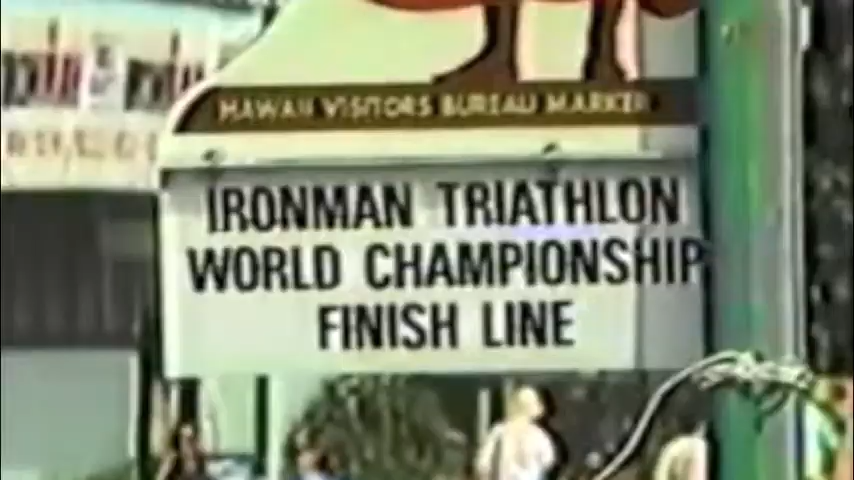 HAWAII VISITORS BUREAU MARKER
IRONMAN TRIATHLON
WORLD CHAMPIONSHIP
FINISH LINE